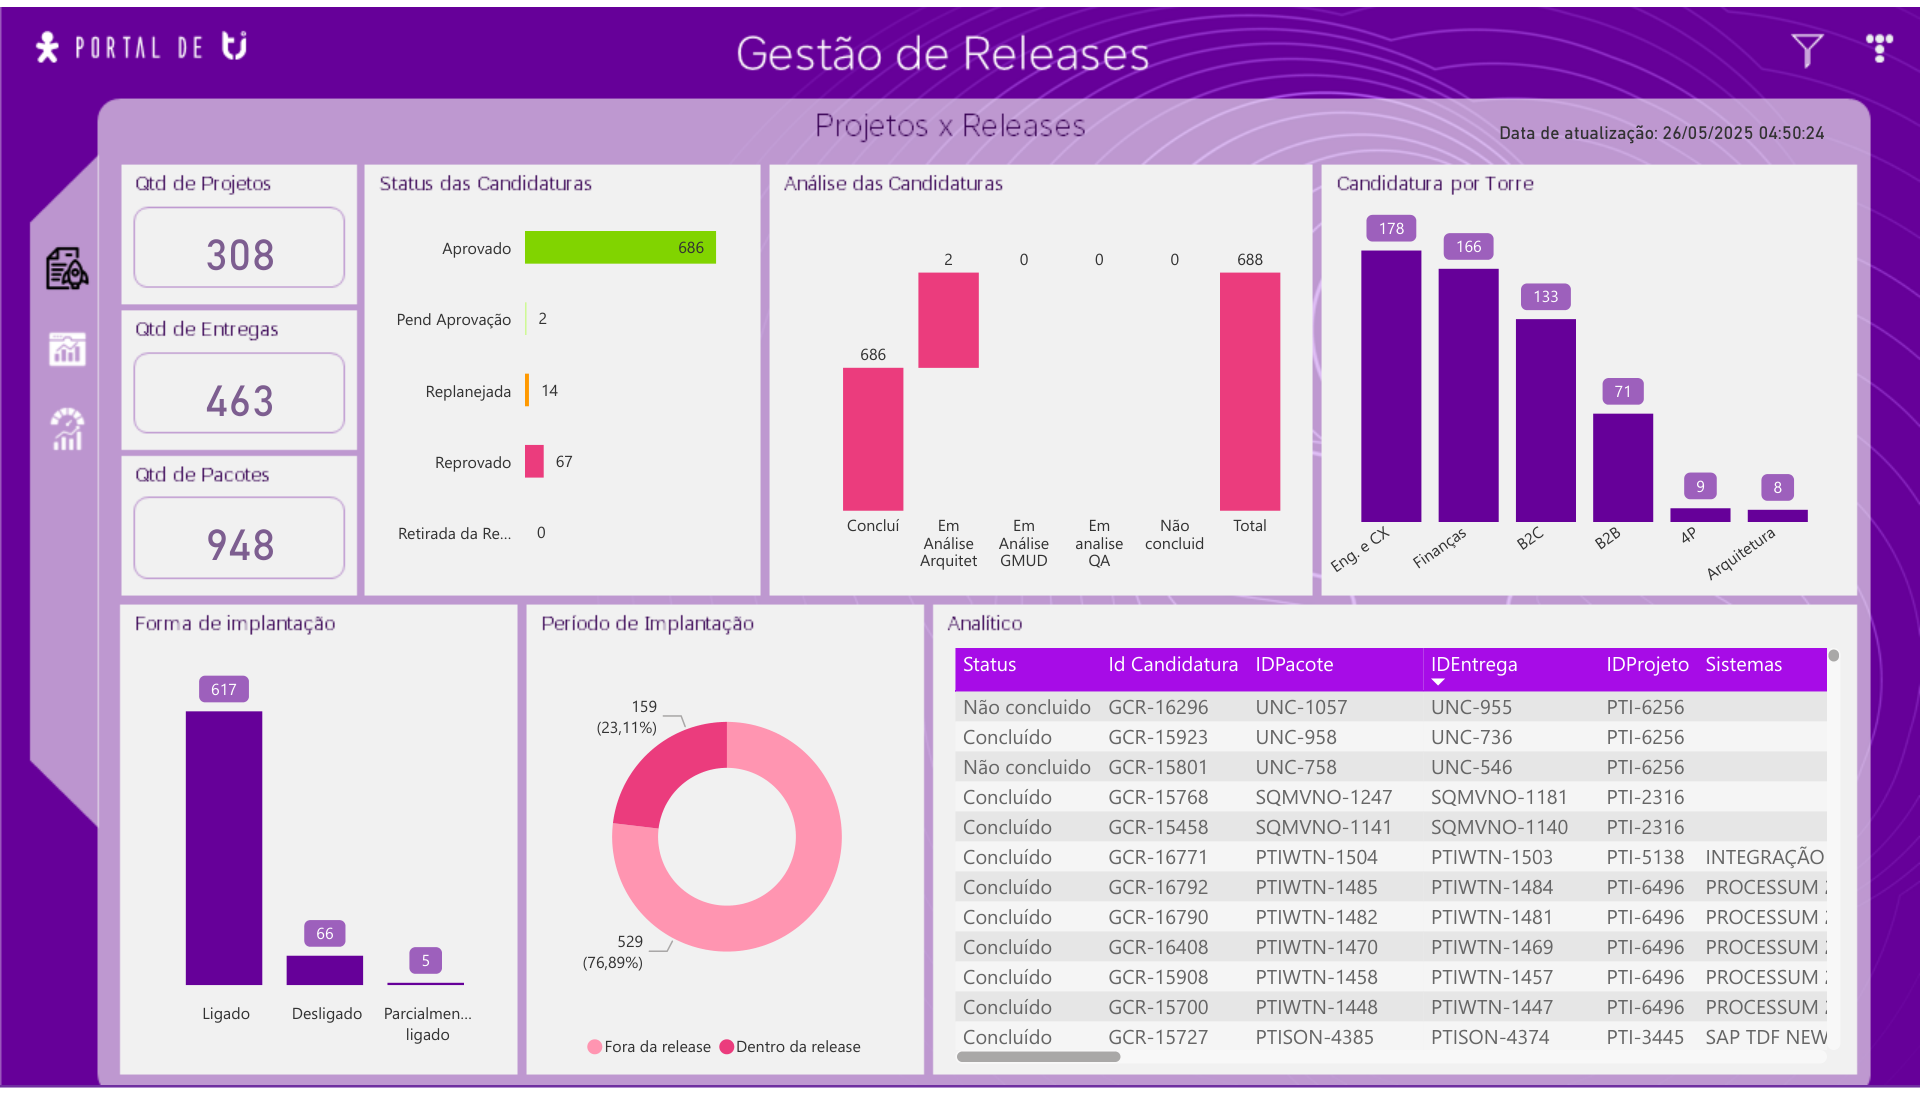 PORTAL DE ti
Gestão de Releases
Projetos x Releases
Data de atualização: 26/05/2025 04:50:24
Qtd de Projetos
308
Qtd de Entregas
463
Qtd de Pacotes
948
Status das Candidaturas
Aprovado 686
Pend Aprovação 2
Replanejada 14
Reprovado 67
Retirada da Re... 0
Análise das Candidaturas
686 2 0 0 0 688
Concluí
Em Análise Arquitet
Em Análise GMUD
Em analise QA
Não concluid
Total
Candidatura por Torre
178 166 133 71 9 8
Eng. e CX
Finanças
B2C
B2B
4P
Arquitetura
Forma de implantação
617 66 5
Ligado
Desligado
Parcialmen...
ligado
Período de Implantação
159
(23,11%)
529
(76,89%)
Fora da release Dentro da release
Analítico
Status Id Candidatura IDPacote IDEntrega IDProjeto Sistemas
Não concluido GCR-16296 UNC-1057 UNC-955 PTI-6256
Concluído GCR-15923 UNC-958 UNC-736 PTI-6256
Não concluido GCR-15801 UNC-758 UNC-546 PTI-6256
Concluído GCR-15768 SQMVNO-1247 SQMVNO-1181 PTI-2316
Concluído GCR-15458 SQMVNO-1141 SQMVNO-1140 PTI-2316
Concluído GCR-16771 PTIWTN-1504 PTIWTN-1503 PTI-5138 INTEGRAÇÃO
Concluído GCR-16792 PTIWTN-1485 PTIWTN-1484 PTI-6496 PROCESSUM
Concluído GCR-16790 PTIWTN-1482 PTIWTN-1481 PTI-6496 PROCESSUM
Concluído GCR-16408 PTIWTN-1470 PTIWTN-1469 PTI-6496 PROCESSUM
Concluído GCR-15908 PTIWTN-1458 PTIWTN-1457 PTI-6496 PROCESSUM
Concluído GCR-15700 PTIWTN-1448 PTIWTN-1447 PTI-6496 PROCESSUM
Concluído GCR-15727 PTISON-4385 PTISON-4374 PTI-3445 SAP TDF NEW